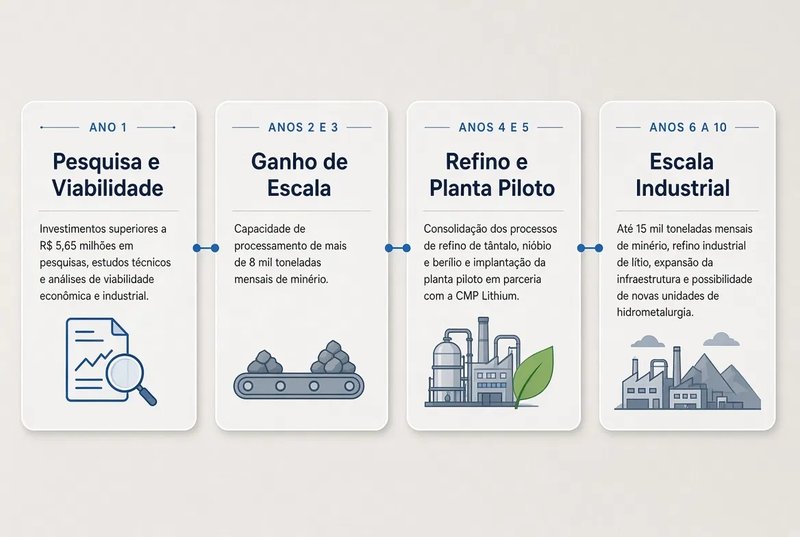 ANO 1
Pesquisa e
Viabilidade
Investimentos superiores a
R$ 5,65 milhões em
pesquisas, estudos técnicos
e análises de viabilidade
econômica e industrial.
ANOS 2 E 3
Ganho de
Escala
Capacidade de
processamento de mais
de 8 mil toneladas
mensais de minério.
ANOS 4 E 5
Refino e
Planta Piloto
Consolidação dos processos
de refino de tântalo, nióbio
e berílio e implantação da
planta piloto em parceria
com a CMP Lithium.
ANOS 6 A 10
Escala
Industrial
Até 15 mil toneladas mensais
de minério, refino industrial
de lítio, expansão da
infraestrutura e possibilidade
de novas unidades de
hidrometalurgia.